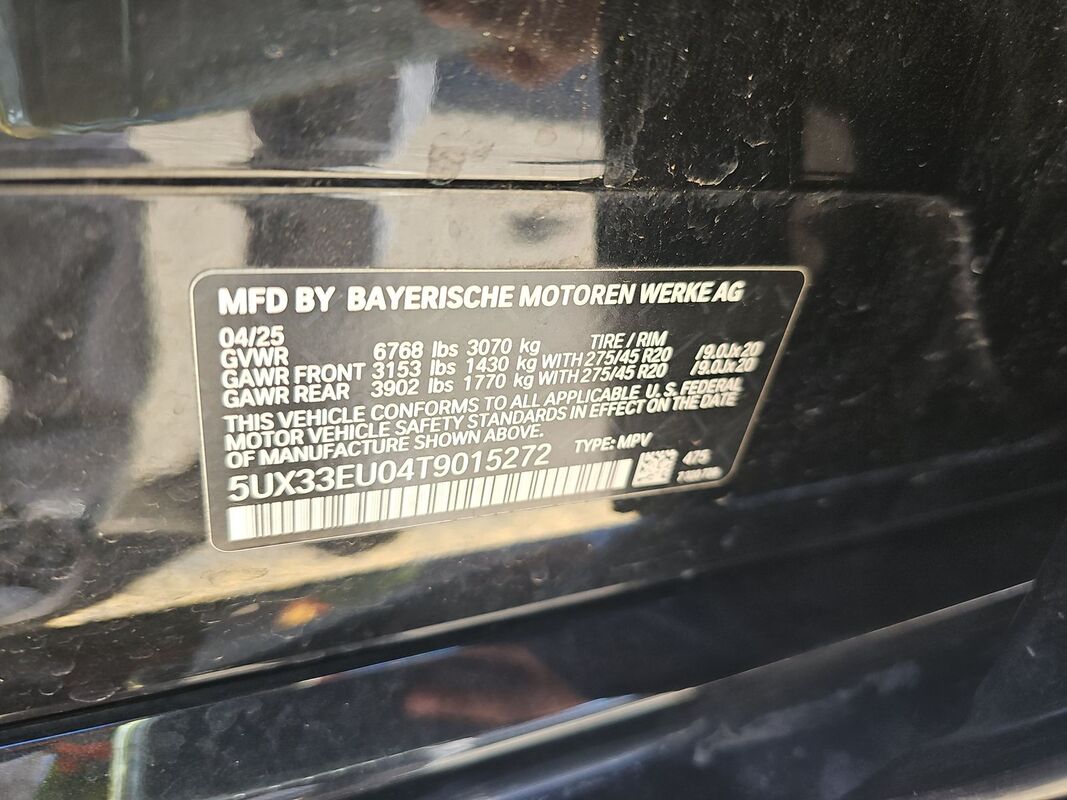 MFD BY BAYERISCHE MOTOREN WERKE AG
04/25 TIRE / RIM
GVWR 6768 lbs 3070 kg
GAWR FRONT 3153 lbs 1430 kg WITH 275/45 R20 /9.0Jx20
GAWR REAR 3902 lbs 1770 kg WITH 275/45 R20 /9.0Jx20
THIS VEHICLE CONFORMS TO ALL APPLICABLE U.S. FEDERAL
MOTOR VEHICLE SAFETY STANDARDS IN EFFECT ON THE DATE
OF MANUFACTURE SHOWN ABOVE.
5UX33EU04T9015272 TYPE: MPV
475